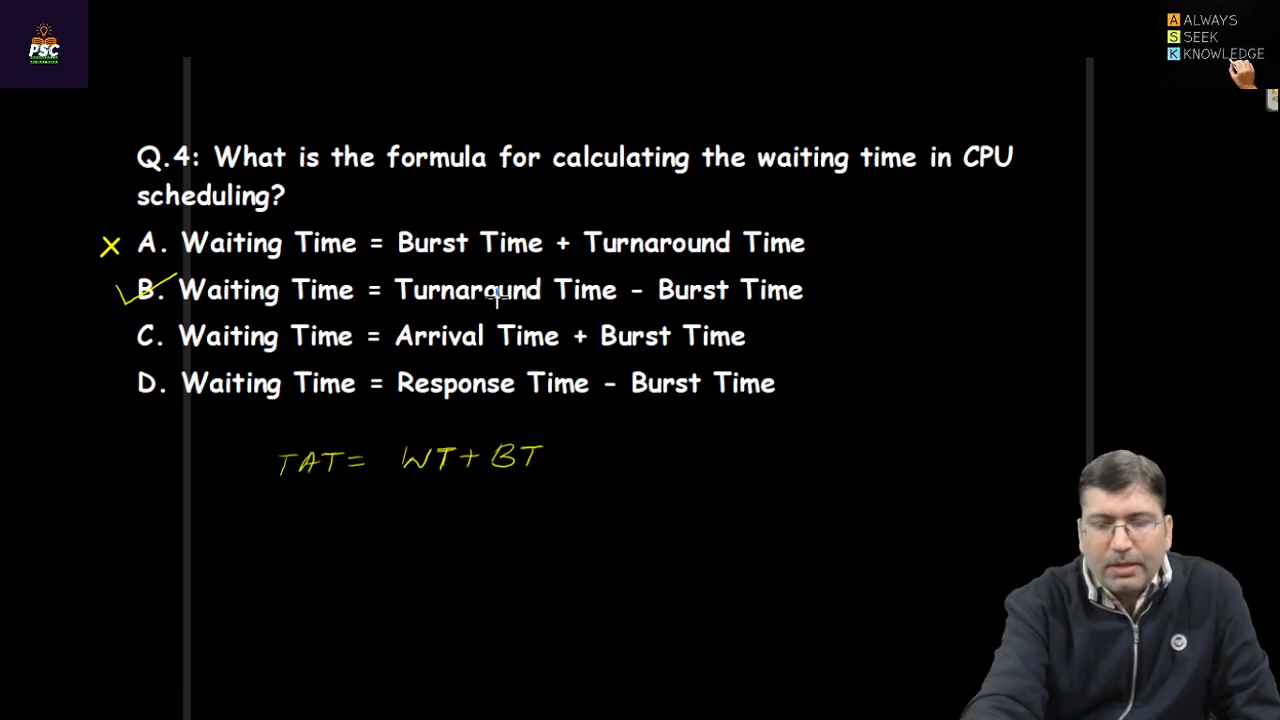 PSC
A ALWAYS
S SEEK
K KNOWLEDGE
Q.4: What is the formula for calculating the waiting time in CPU
scheduling?
A. Waiting Time = Burst Time + Turnaround Time
B. Waiting Time = Turnaround Time - Burst Time
C. Waiting Time = Arrival Time + Burst Time
D. Waiting Time = Response Time - Burst Time
TAT= WT+BT